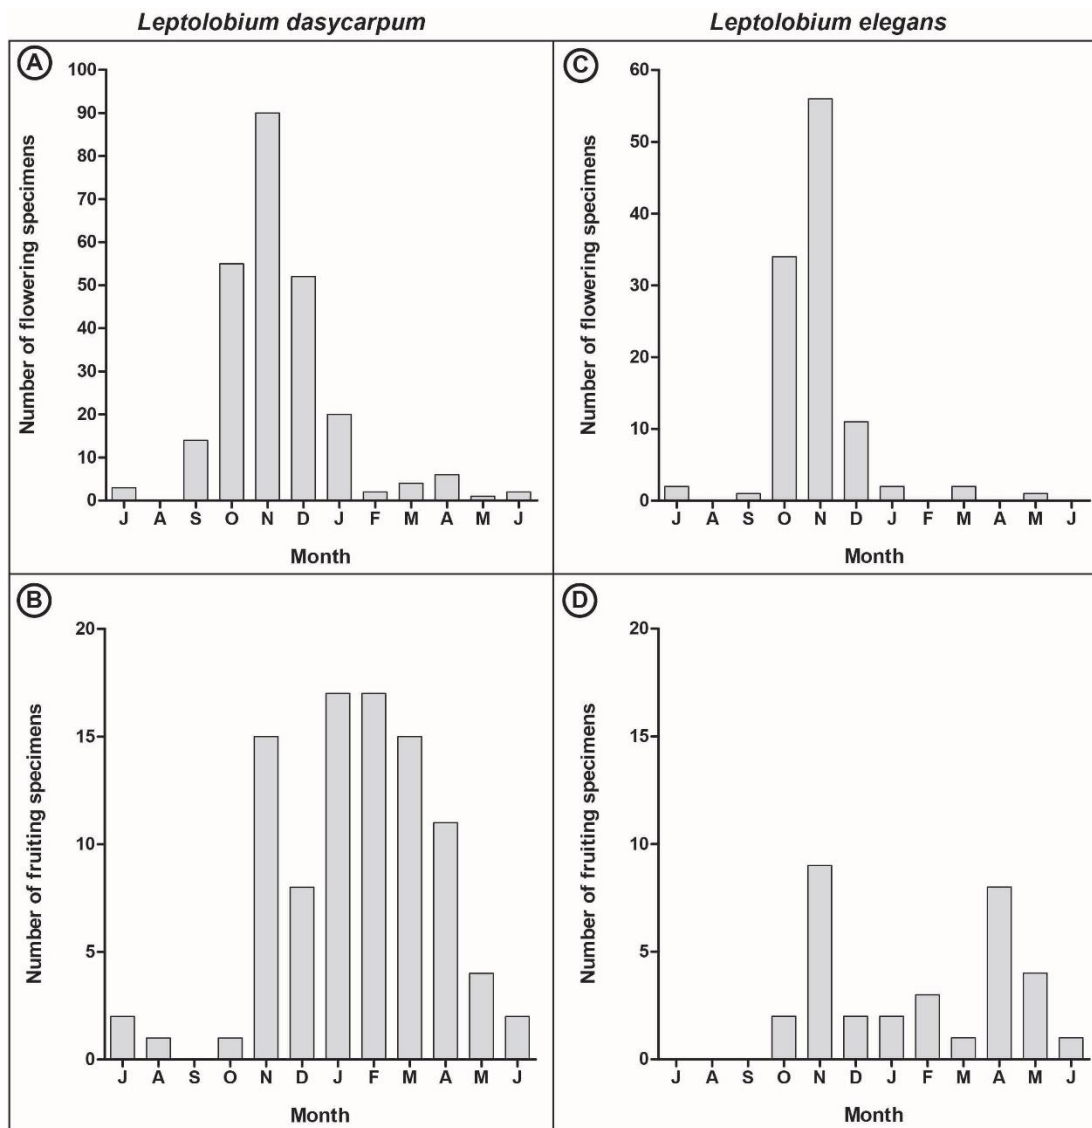 Leptolobium dasycarpum
Leptolobium elegans
A
Number of flowering specimens
100
90
80
70
60
50
40
30
20
10
0
J A S O N D J F M A M J
Month
C
Number of flowering specimens
60
50
40
30
20
10
0
J A S O N D J F M A M J
Month
B
Number of fruiting specimens
20
15
10
5
0
J A S O N D J F M A M J
Month
D
Number of fruiting specimens
20
15
10
5
0
J A S O N D J F M A M J
Month